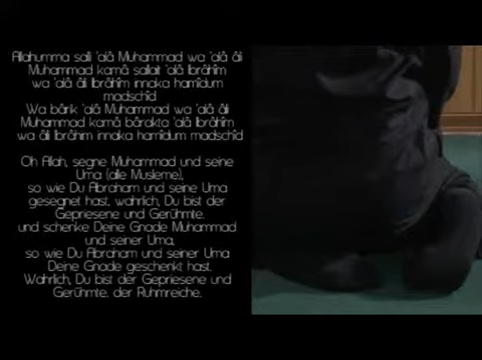 Allahumma salli 'alâ Muhammad wa 'alâ âli
Muhammad kamâ sallait 'alâ Ibrâhîm
wa 'alâ âli Ibrâhîm innaka hamîdum
madschîd
Wa bârik 'alâ Muhammad wa 'alâ âli
Muhammad kamâ bârakta 'alâ Ibrâhîm
wa âli Ibrâhim innaka hamîdum madschîd
Oh Allah, segne Muhammad und seine
Uma (alle Musleme),
so wie Du Abraham und seine Uma
gesegnet hast, wahrlich, Du bist der
Gepriesene und Gerühmte.
und schenke Deine Gnade Muhammad
und seiner Uma,
so wie Du Abraham und seiner Uma
Deine Gnade geschenkt hast.
Wahrlich, Du bist der Gepriesene und
Gerühmte. der Ruhmreiche.